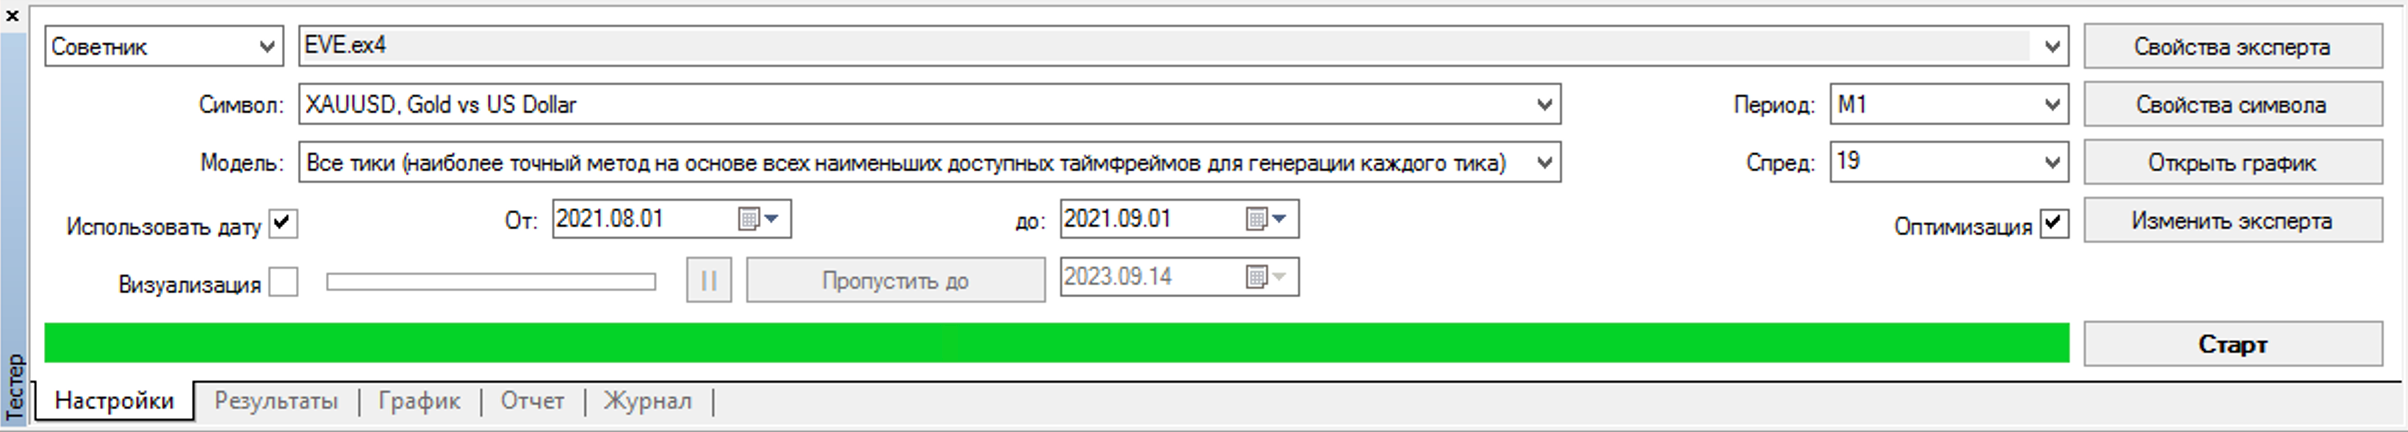 Советник EVE.ex4 Свойства эксперта
Символ: XAUUSD, Gold vs US Dollar Период: M1 Свойства символа
Модель: Все тики (наиболее точный метод на основе всех наименьших доступных таймфреймов для генерации каждого тика) Спред: 19 Открыть график
Использовать дату От: 2021.08.01 до: 2021.09.01 Оптимизация Изменить эксперта
Визуализация Пропустить до 2023.09.14
Старт
Тестер
Настройки Результаты График Отчет Журнал